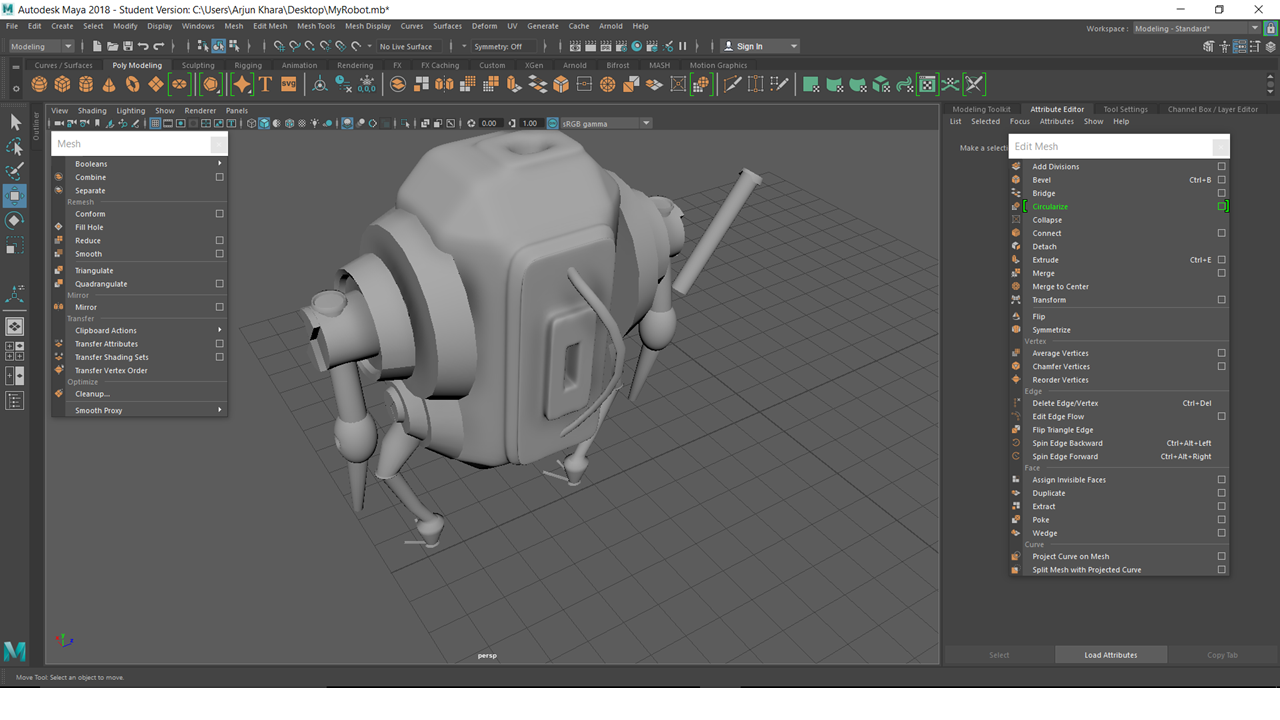 Autodesk Maya 2018 - Student Version: C:\Users\Arjun Khara\Desktop\MyRobot.mb*
File Edit Create Select Modify Display Windows Mesh Edit Mesh Mesh Tools Mesh Display Curves Surfaces Deform UV Generate Cache Arnold Help
Workspace : Modeling - Standard*
Modeling No Live Surface Symmetry: Off Sign In
Curves / Surfaces Poly Modeling Sculpting Rigging Animation Rendering FX FX Caching Custom XGen Arnold Bifrost MASH Motion Graphics
SVG
0,0,0
Outliner
View Shading Lighting Show Renderer Panels
0.00 1.00 sRGB gamma
Modeling Toolkit Attribute Editor Tool Settings Channel Box / Layer Editor
List Selected Focus Attributes Show Help
Mesh
Booleans
Combine
Separate
Remesh
Conform
Fill Hole
Reduce
Smooth
Triangulate
Quadrangulate
Mirror
Mirror
Transfer
Clipboard Actions
Transfer Attributes
Transfer Shading Sets
Transfer Vertex Order
Optimize
Cleanup...
Smooth Proxy
persp
Make a selecti
Edit Mesh
Add Divisions
Bevel Ctrl+B
Bridge
Circularize
Collapse
Connect
Detach
Extrude Ctrl+E
Merge
Merge to Center
Transform
Flip
Symmetrize
Vertex
Average Vertices
Chamfer Vertices
Reorder Vertices
Edge
Delete Edge/Vertex Ctrl+Del
Edit Edge Flow
Flip Triangle Edge
Spin Edge Backward Ctrl+Alt+Left
Spin Edge Forward Ctrl+Alt+Right
Face
Assign Invisible Faces
Duplicate
Extract
Poke
Wedge
Curve
Project Curve on Mesh
Split Mesh with Projected Curve
Select Load Attributes Copy Tab
Move Tool: Select an object to move.